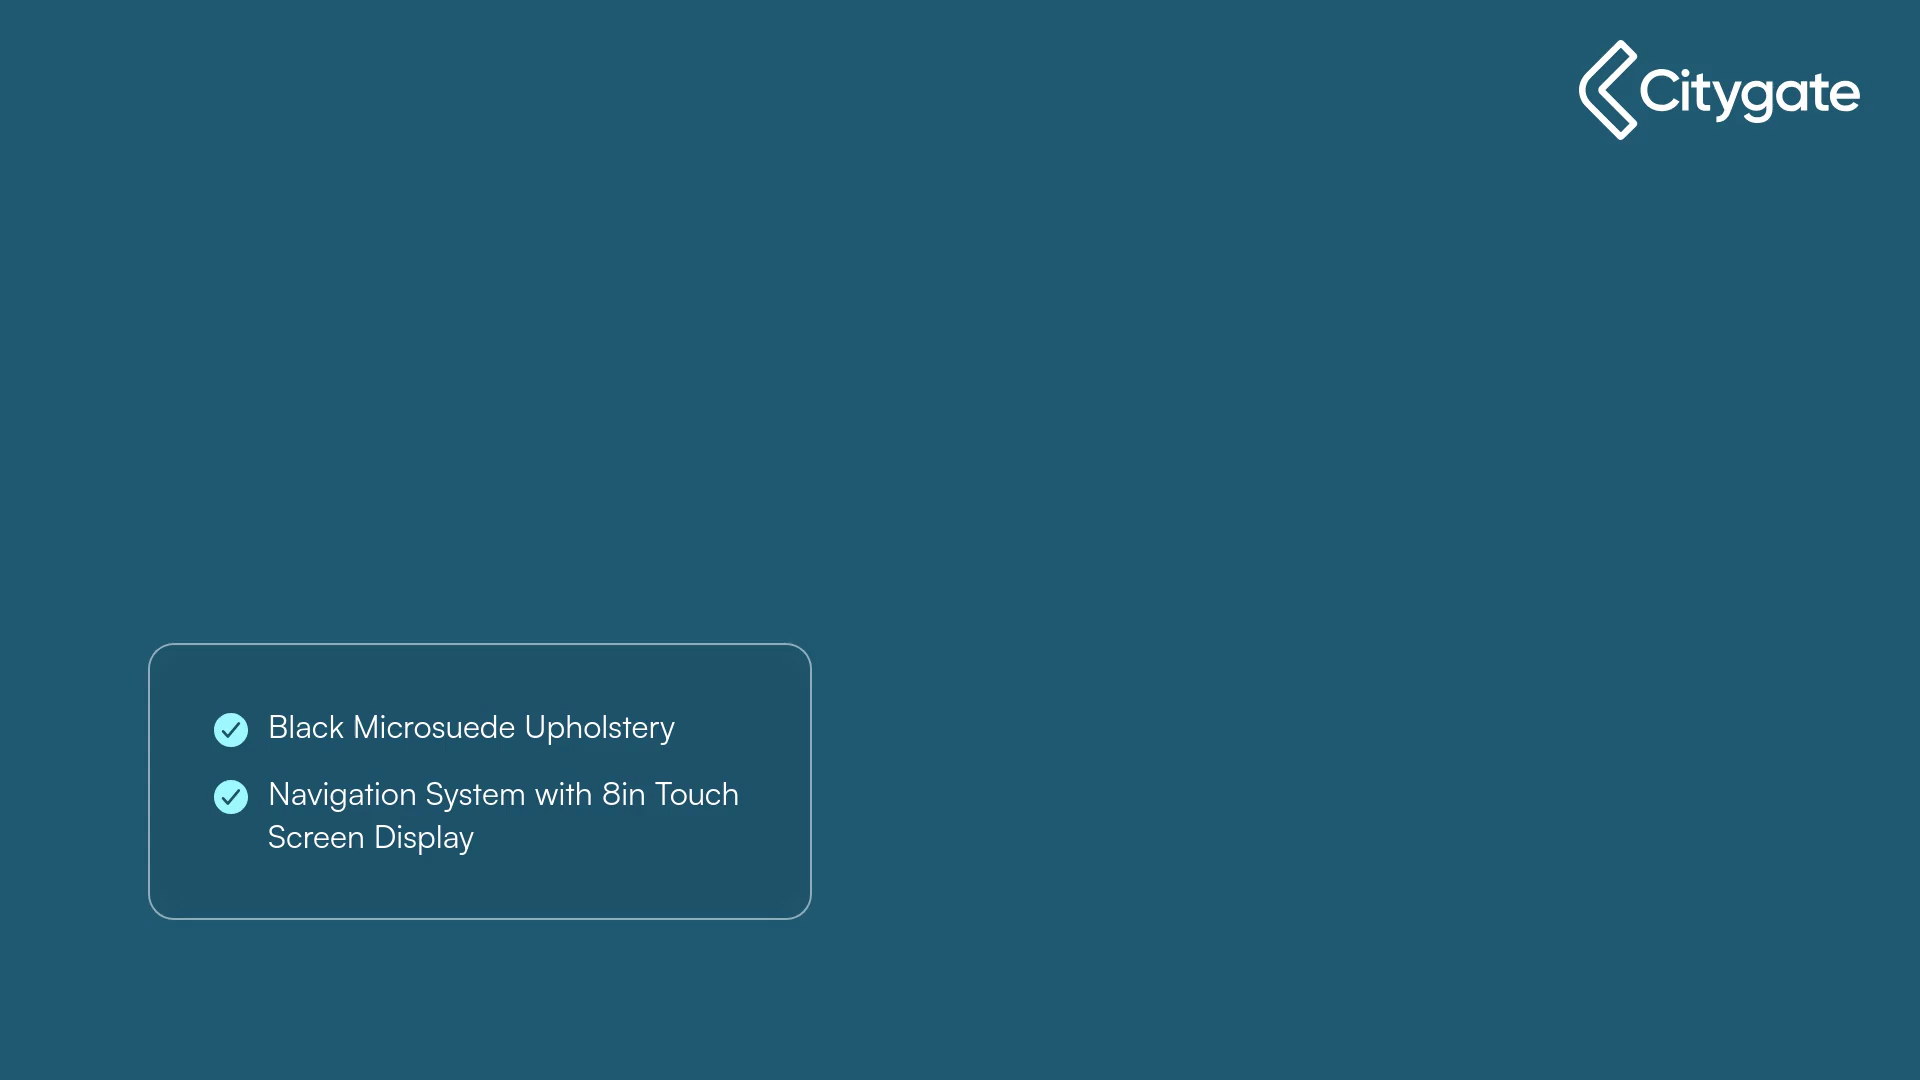 Citygate
Black Microsuede Upholstery
Navigation System with 8in Touch
Screen Display